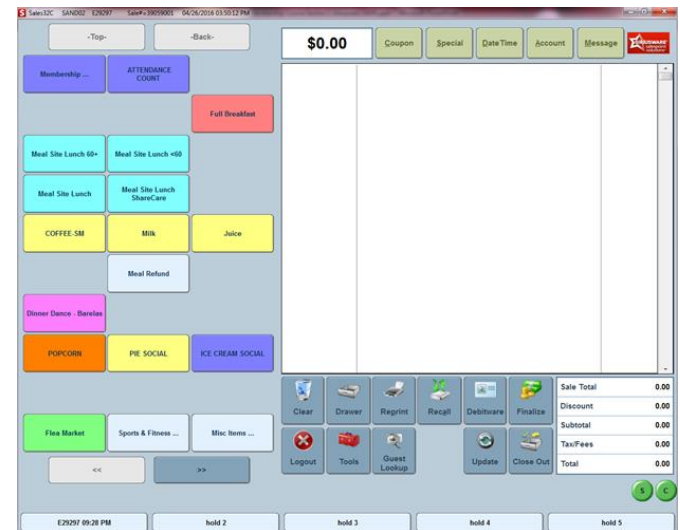 Sales32C SAND02 E29297 Sale#=39059001 04/26/2016 03:50:12 PM
-Top- -Back-
$0.00 Coupon Special Date Time Account Message
Membership ... ATTENDANCE COUNT
Full Breakfast
Meal Site Lunch 60+ Meal Site Lunch <60
Meal Site Lunch Meal Site Lunch ShareCare
COFFEE-SM Milk Juice
Meal Refund
Dinner Dance - Barelas
POPCORN PIE SOCIAL ICE CREAM SOCIAL
Flea Market Sports & Fitness ... Misc Items ...
<< >>
Clear Drawer Reprint Recall Debitware Finalize
Logout Tools Guest Lookup Update Close Out
Sale Total 0.00
Discount 0.00
Subtotal 0.00
Tax/Fees 0.00
Total 0.00
S C
E29297 09:28 PM hold 2 hold 3 hold 4 hold 5